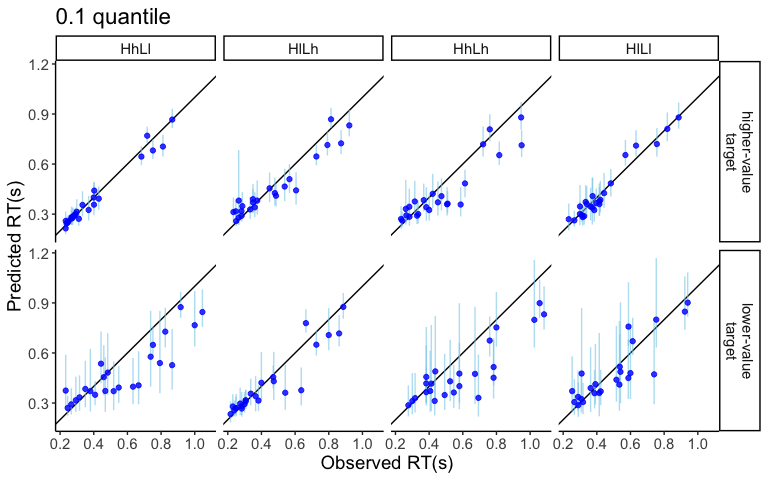 0.1 quantile
HhLl HlLh HhLh HlLl
1.2
0.9
0.6
0.3
higher-value
target
1.2
0.9
0.6
0.3
lower-value
target
Predicted RT(s)
0.2 0.4 0.6 0.8 1.0 0.2 0.4 0.6 0.8 1.0 0.2 0.4 0.6 0.8 1.0 0.2 0.4 0.6 0.8 1.0
Observed RT(s)